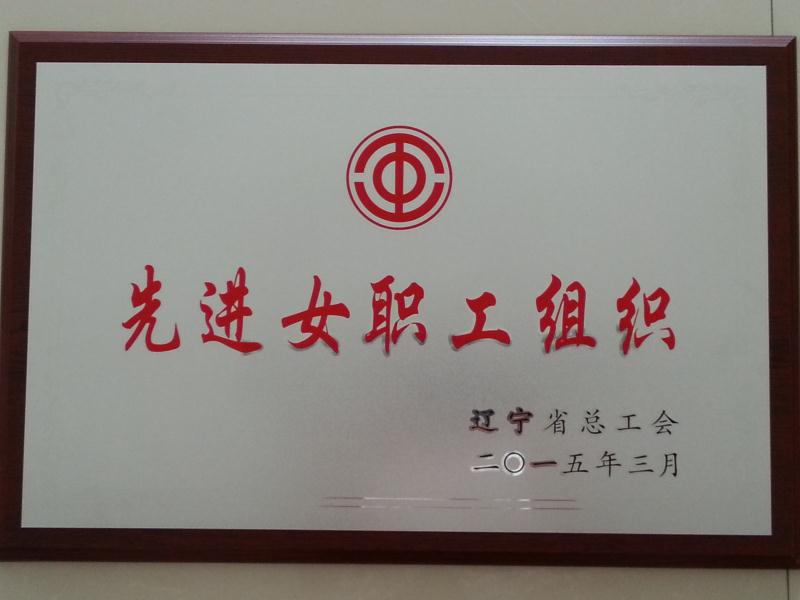 先进女职工组织
辽宁省总工会
二〇一五年三月